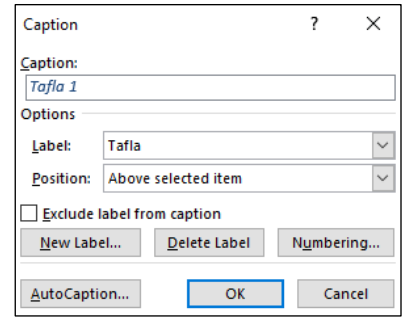 Caption ?
Caption:
Tafla 1
Options
Label: Tafla
Position: Above selected item
Exclude label from caption
New Label... Delete Label Numbering...
AutoCaption... OK Cancel